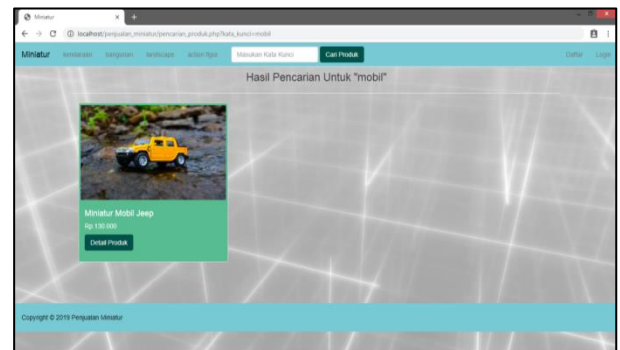 Miniatur
localhost/penjualan_miniatur/pencarian_produk.php?kata_kunci=mobil
Miniatur kendaraan bangunan landscape action figur Masukan Kata Kunci Cari Produk Daftar Login
Hasil Pencarian Untuk "mobil"
Miniatur Mobil Jeep
Rp.130.000
Detail Produk
Copyright © 2019 Penjualan Miniatur